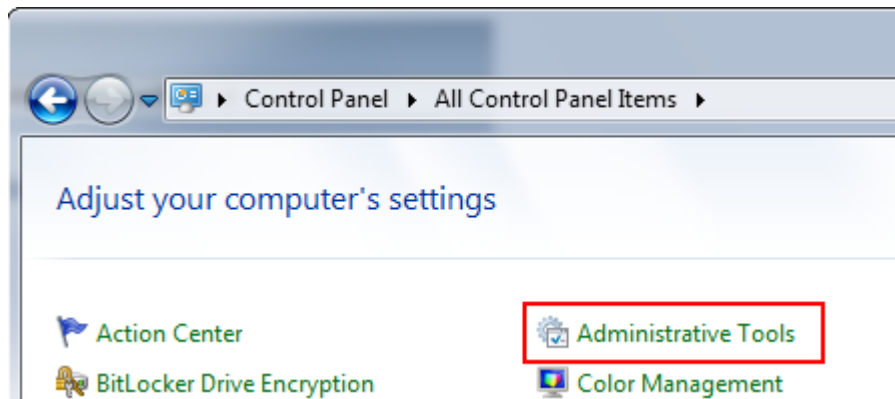 Control Panel All Control Panel Items
Adjust your computer's settings
Action Center Administrative Tools
BitLocker Drive Encryption Color Management